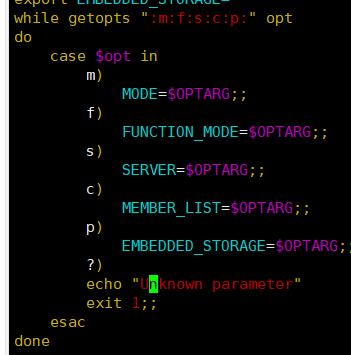 export EMBEDDED_STORAGE=
while getopts ":m:f:s:c:p:" opt
do
    case $opt in
        m)
            MODE=$OPTARG;;
        f)
            FUNCTION_MODE=$OPTARG;;
        s)
            SERVER=$OPTARG;;
        c)
            MEMBER_LIST=$OPTARG;;
        p)
            EMBEDDED_STORAGE=$OPTARG;;
        ?)
        echo "Unknown parameter"
        exit 1;;
    esac
done